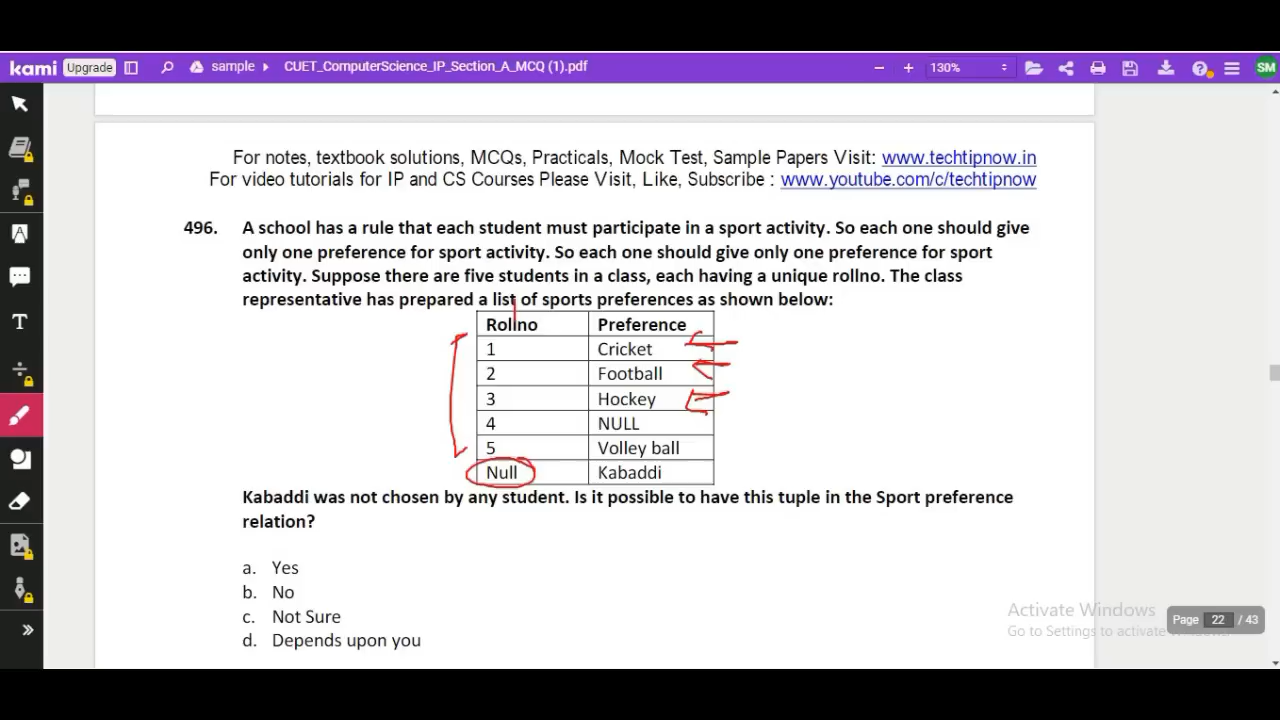 kami Upgrade sample CUET_ComputerScience_IP_Section_A_MCQ (1).pdf 130% SM
For notes, textbook solutions, MCQs, Practicals, Mock Test, Sample Papers Visit: www.techtipnow.in
For video tutorials for IP and CS Courses Please Visit, Like, Subscribe : www.youtube.com/c/techtipnow
496. A school has a rule that each student must participate in a sport activity. So each one should give
only one preference for sport activity. So each one should give only one preference for sport
activity. Suppose there are five students in a class, each having a unique rollno. The class
representative has prepared a list of sports preferences as shown below:
Rollno Preference
1 Cricket
2 Football
3 Hockey
4 NULL
5 Volley ball
Null Kabaddi
Kabaddi was not chosen by any student. Is it possible to have this tuple in the Sport preference
relation?
a. Yes
b. No
c. Not Sure
d. Depends upon you
Activate Windows
Go to Settings to activate Windows.
Page 22 / 43